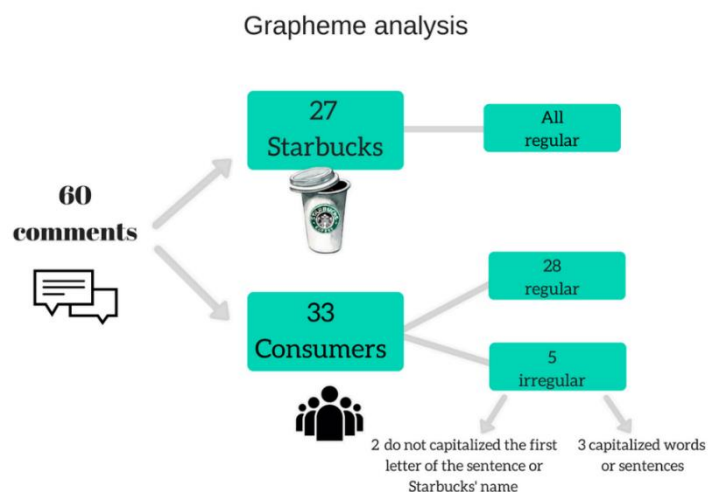 Grapheme analysis
60
comments
27
Starbucks
All
regular
33
Consumers
28
regular
5
irregular
2 do not capitalized the first
letter of the sentence or
Starbucks' name
3 capitalized words
or sentences